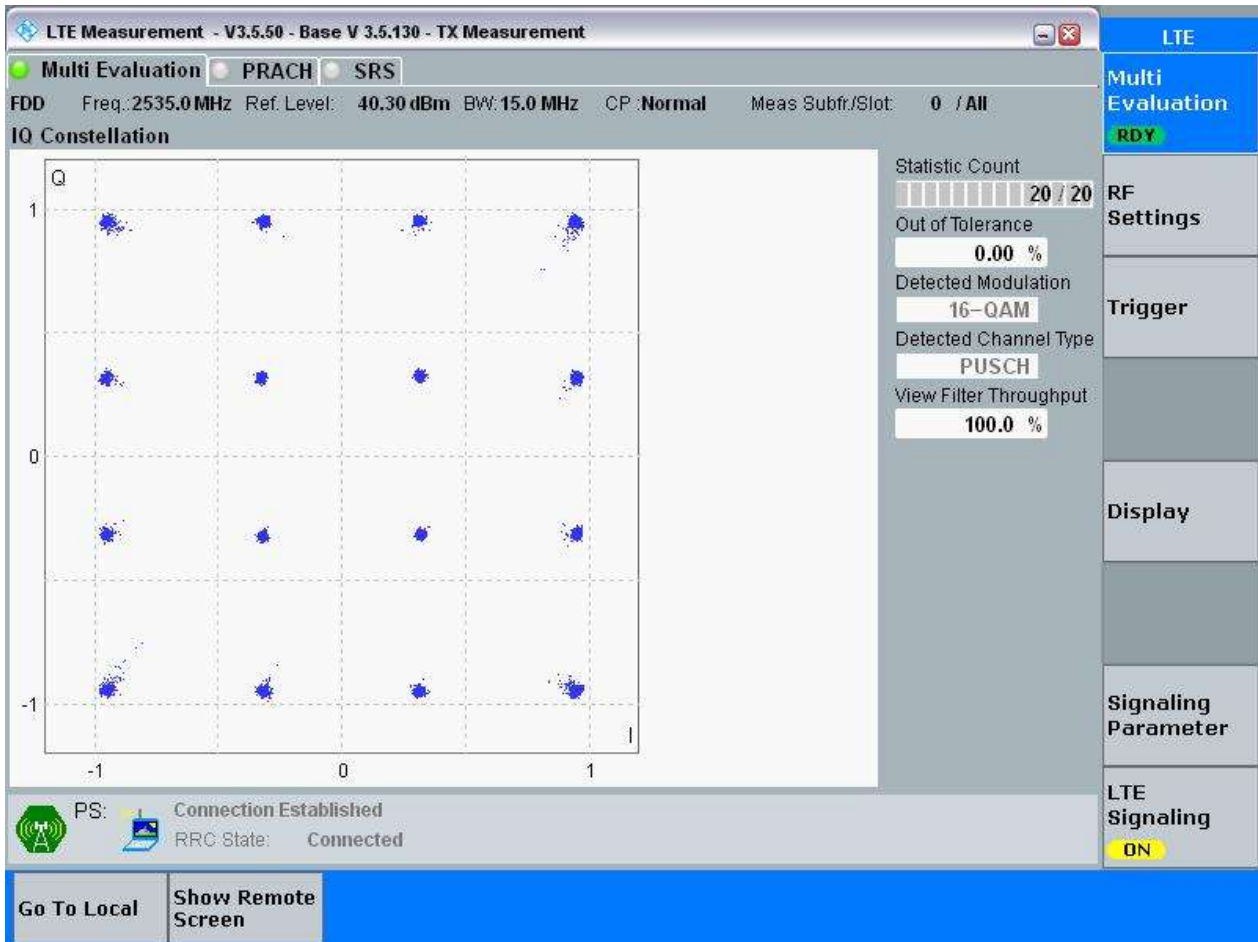 LTE Measurement - V3.5.50 - Base V 3.5.130 - TX Measurement
LTE
Multi Evaluation PRACH SRS
Multi
Evaluation
RDY
FDD Freq.:2535.0 MHz Ref. Level: 40.30 dBm BW:15.0 MHz CP :Normal Meas Subfr./Slot: 0 / All
IQ Constellation
Q
1
0
-1
-1 0 1
I
Statistic Count
20 / 20
Out of Tolerance
0.00 %
Detected Modulation
16-QAM
Detected Channel Type
PUSCH
View Filter Throughput
100.0 %
RF
Settings
Trigger
Display
Signaling
Parameter
LTE
Signaling
ON
PS: Connection Established
RRC State: Connected
Go To Local
Show Remote
Screen